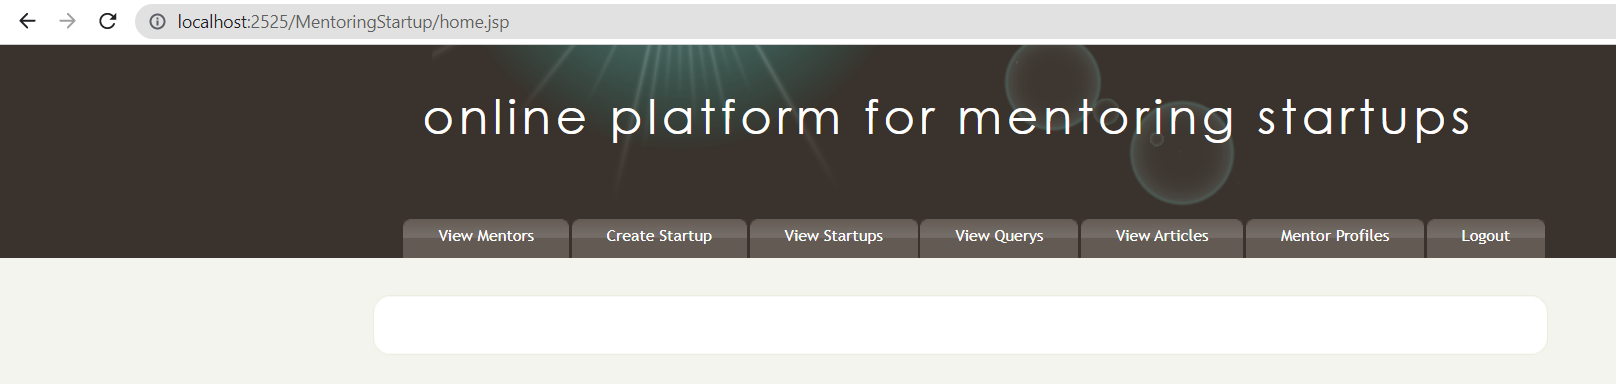 localhost:2525/MentoringStartup/home.jsp
online platform for mentoring startups
View Mentors Create Startup View Startups View Querys View Articles Mentor Profiles Logout